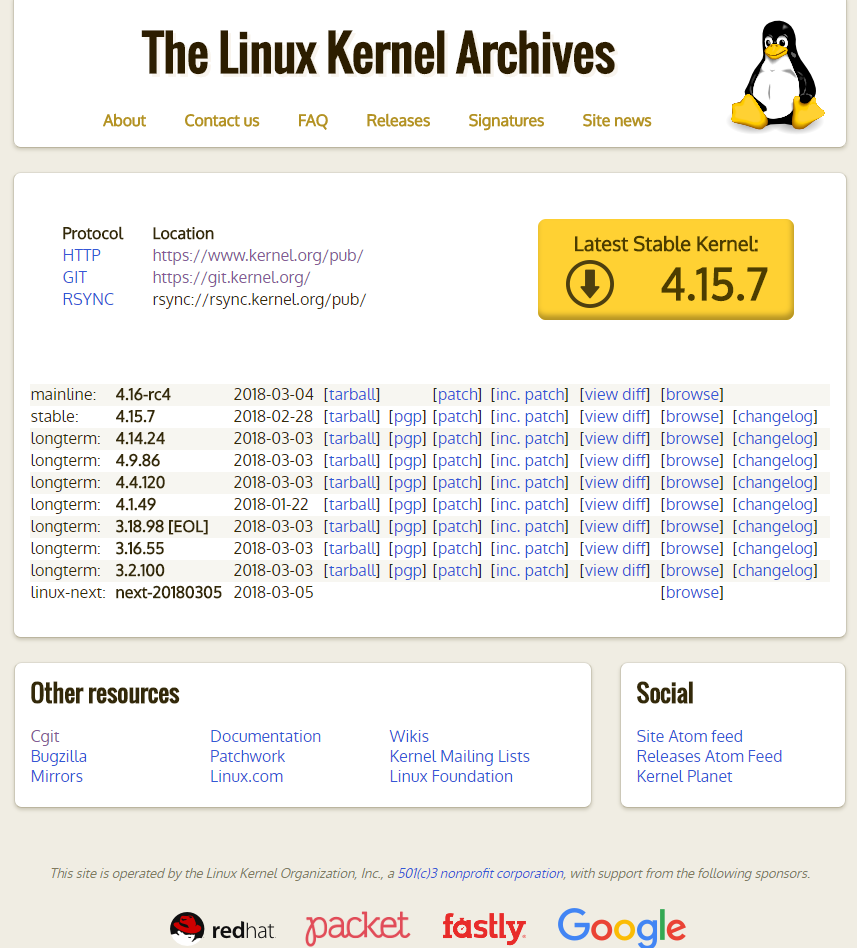 The Linux Kernel Archives
About Contact us FAQ Releases Signatures Site news
Protocol Location
HTTP https://www.kernel.org/pub/
GIT https://git.kernel.org/
RSYNC rsync://rsync.kernel.org/pub/
Latest Stable Kernel:
4.15.7
mainline: 4.16-rc4 2018-03-04 [tarball] [patch] [inc. patch] [view diff] [browse]
stable: 4.15.7 2018-02-28 [tarball] [pgp] [patch] [inc. patch] [view diff] [browse] [changelog]
longterm: 4.14.24 2018-03-03 [tarball] [pgp] [patch] [inc. patch] [view diff] [browse] [changelog]
longterm: 4.9.86 2018-03-03 [tarball] [pgp] [patch] [inc. patch] [view diff] [browse] [changelog]
longterm: 4.4.120 2018-03-03 [tarball] [pgp] [patch] [inc. patch] [view diff] [browse] [changelog]
longterm: 4.1.49 2018-01-22 [tarball] [pgp] [patch] [inc. patch] [view diff] [browse] [changelog]
longterm: 3.18.98 [EOL] 2018-03-03 [tarball] [pgp] [patch] [inc. patch] [view diff] [browse] [changelog]
longterm: 3.16.55 2018-03-03 [tarball] [pgp] [patch] [inc. patch] [view diff] [browse] [changelog]
longterm: 3.2.100 2018-03-03 [tarball] [pgp] [patch] [inc. patch] [view diff] [browse] [changelog]
linux-next: next-20180305 2018-03-05 [browse]
Other resources
Cgit Documentation Wikis
Bugzilla Patchwork Kernel Mailing Lists
Mirrors Linux.com Linux Foundation
Social
Site Atom feed
Releases Atom Feed
Kernel Planet
This site is operated by the Linux Kernel Organization, Inc., a 501(c)3 nonprofit corporation, with support from the following sponsors.
redhat packet fastly Google